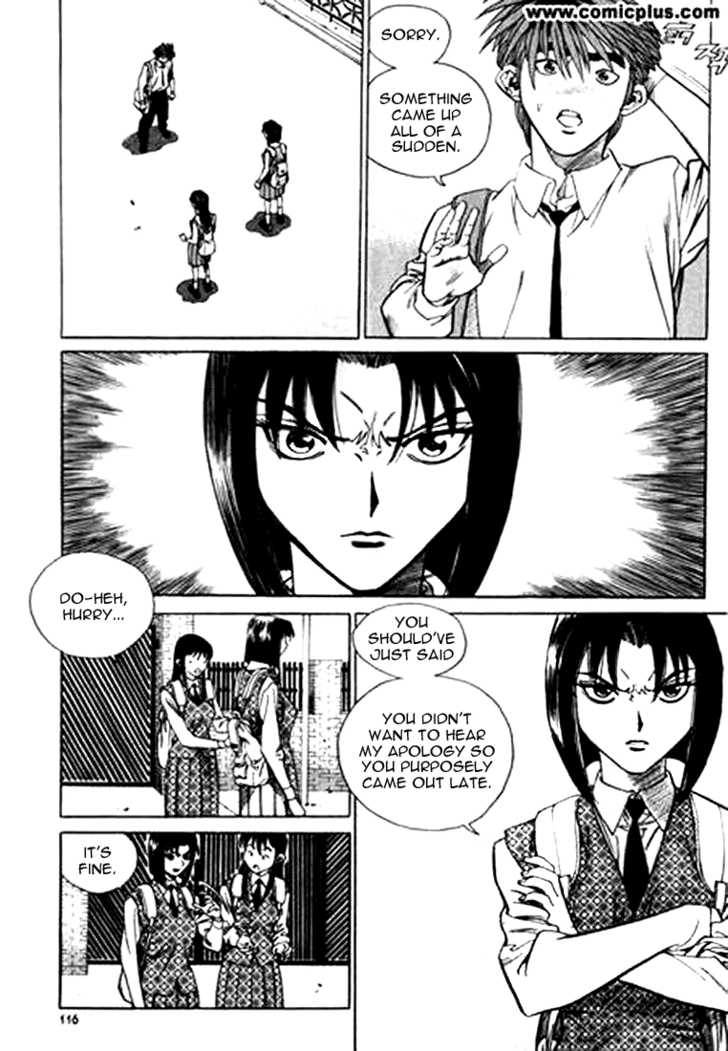 www.comicplus.com
SORRY.
SOMETHING
CAME UP
ALL OF A
SUDDEN.
DO-HEH,
HURRY...
YOU
SHOULD'VE
JUST SAID
YOU DIDN'T
WANT TO HEAR
MY APOLOGY SO
YOU PURPOSELY
CAME OUT LATE.
IT'S
FINE.
116